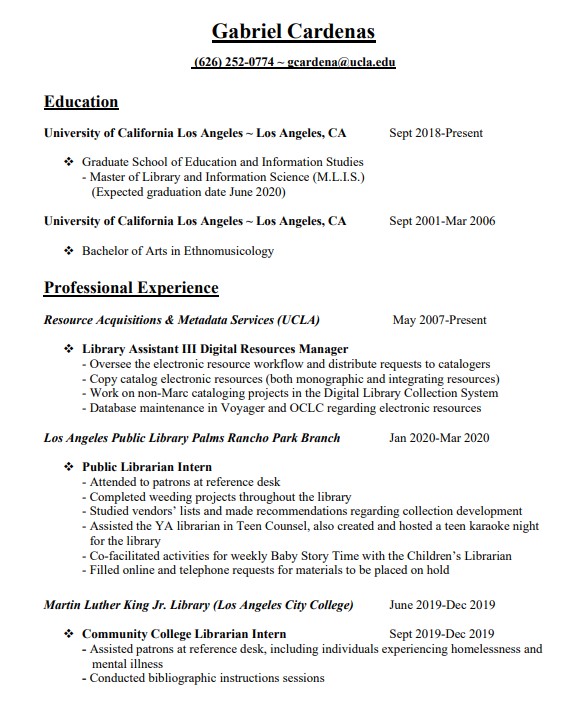 Gabriel Cardenas
(626) 252-0774 ~ gcardena@ucla.edu
Education
University of California Los Angeles ~ Los Angeles, CA Sept 2018-Present
❖ Graduate School of Education and Information Studies
- Master of Library and Information Science (M.L.I.S.)
(Expected graduation date June 2020)
University of California Los Angeles ~ Los Angeles, CA Sept 2001-Mar 2006
❖ Bachelor of Arts in Ethnomusicology
Professional Experience
Resource Acquisitions & Metadata Services (UCLA) May 2007-Present
❖ Library Assistant III Digital Resources Manager
- Oversee the electronic resource workflow and distribute requests to catalogers
- Copy catalog electronic resources (both monographic and integrating resources)
- Work on non-Marc cataloging projects in the Digital Library Collection System
- Database maintenance in Voyager and OCLC regarding electronic resources
Los Angeles Public Library Palms Rancho Park Branch Jan 2020-Mar 2020
❖ Public Librarian Intern
- Attended to patrons at reference desk
- Completed weeding projects throughout the library
- Studied vendors’ lists and made recommendations regarding collection development
- Assisted the YA librarian in Teen Counsel, also created and hosted a teen karaoke night
for the library
- Co-facilitated activities for weekly Baby Story Time with the Children’s Librarian
- Filled online and telephone requests for materials to be placed on hold
Martin Luther King Jr. Library (Los Angeles City College) June 2019-Dec 2019
❖ Community College Librarian Intern Sept 2019-Dec 2019
- Assisted patrons at reference desk, including individuals experiencing homelessness and
mental illness
- Conducted bibliographic instructions sessions